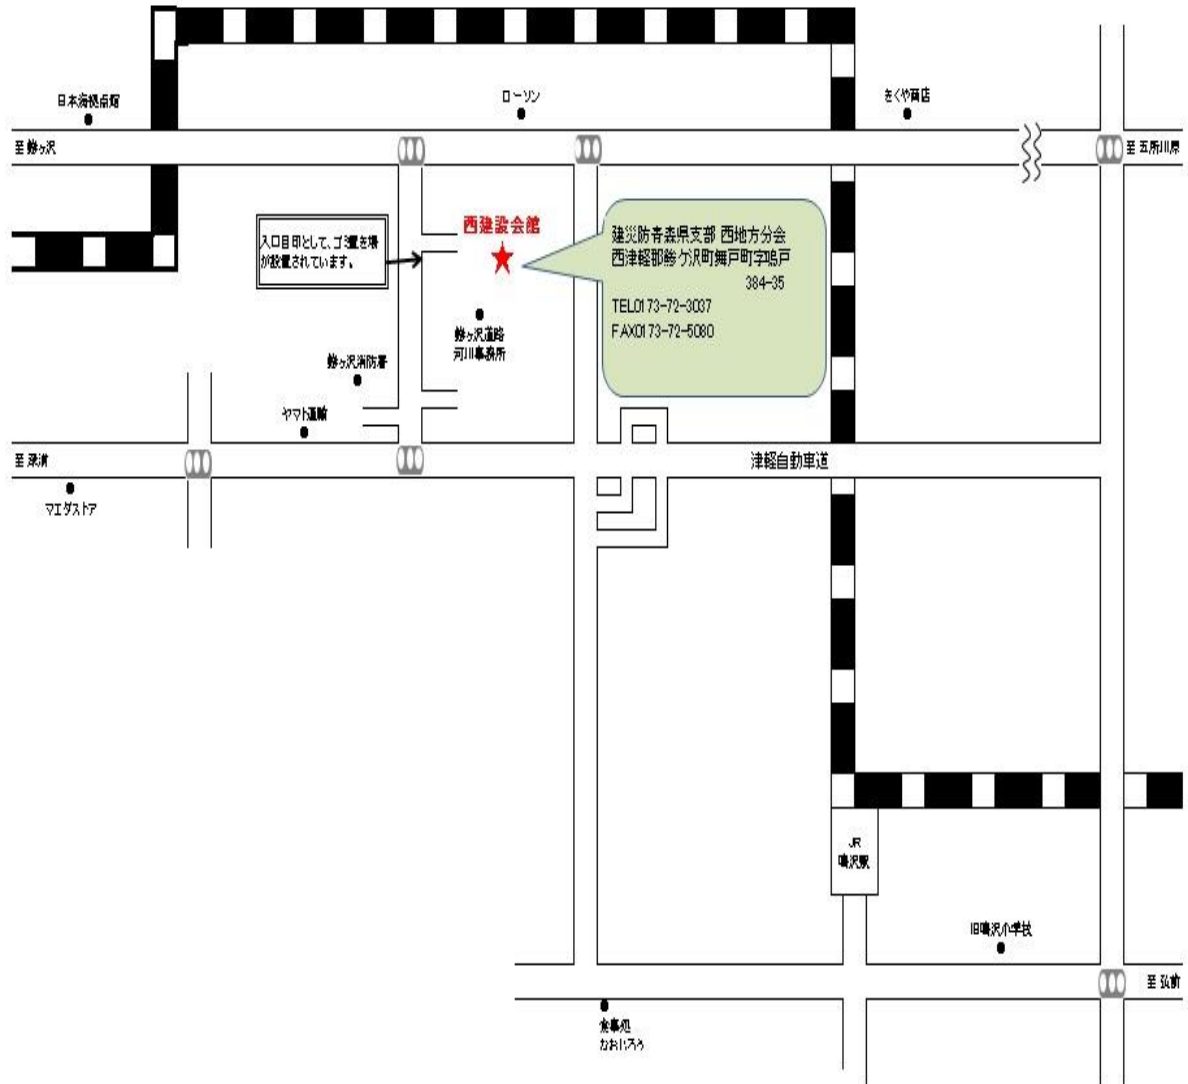 日本海拠点館
ローソン
きくや商店
至 鰺ヶ沢
至 五所川原
入口目印として、ゴミ置き場
が設置されています。
西建設会館
建災防青森県支部 西地方分会
西津軽郡鰺ケ沢町舞戸町字鳴戸
384-35
TEL0173-72-3037
FAX0173-72-5080
鰺ヶ沢道路
河川事務所
鰺ヶ沢消防署
ヤマト運輸
至 深浦
津軽自動車道
マエダストア
JR
鳴沢駅
旧鳴沢小学校
至 弘前
食事処